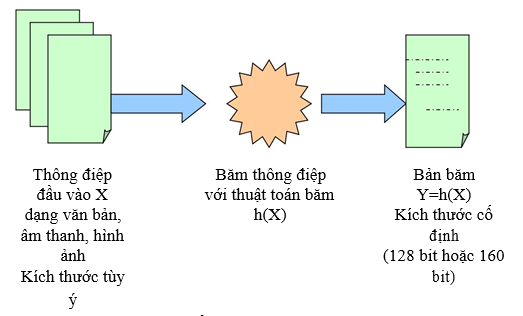 Thông điệp
đầu vào X
dạng văn bản,
âm thanh, hình
ảnh
Kích thước tùy
ý
Băm thông điệp
với thuật toán băm
h(X)
Bản băm
Y=h(X)
Kích thước cố
định
(128 bit hoặc 160
bit)